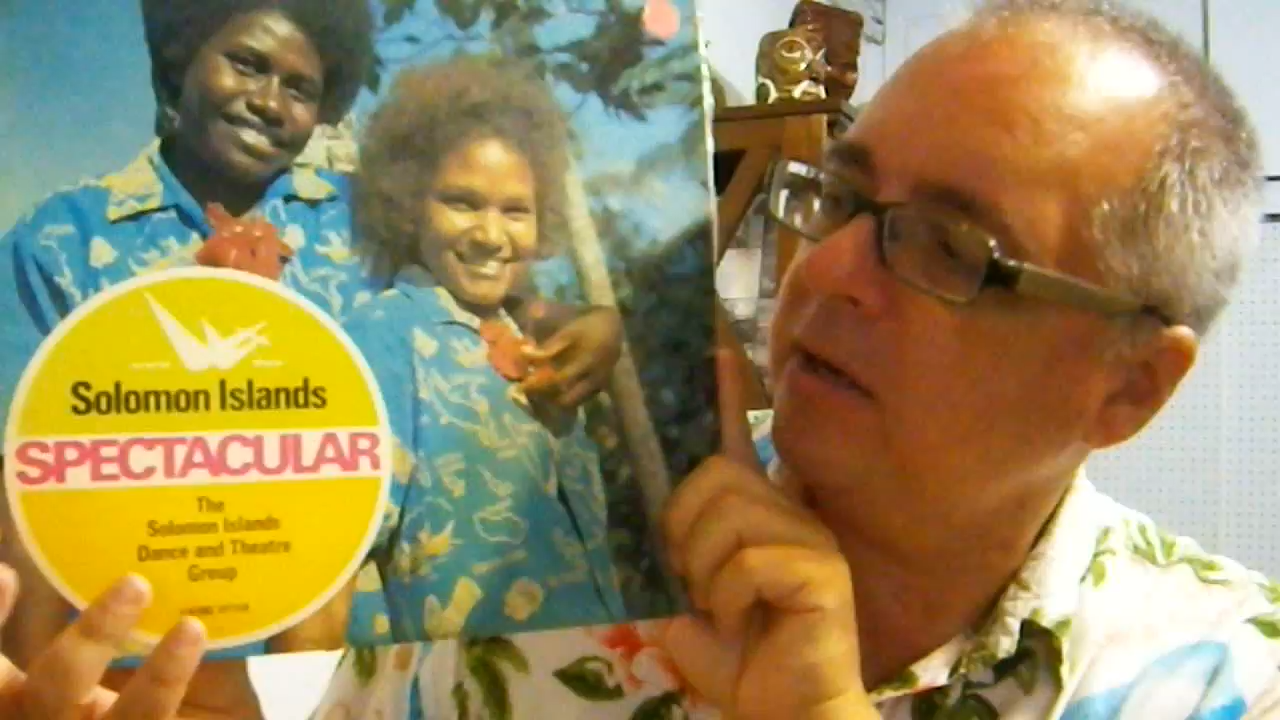 Solomon Islands
SPECTACULAR
The
Solomon Islands
Dance and Theatre
Group